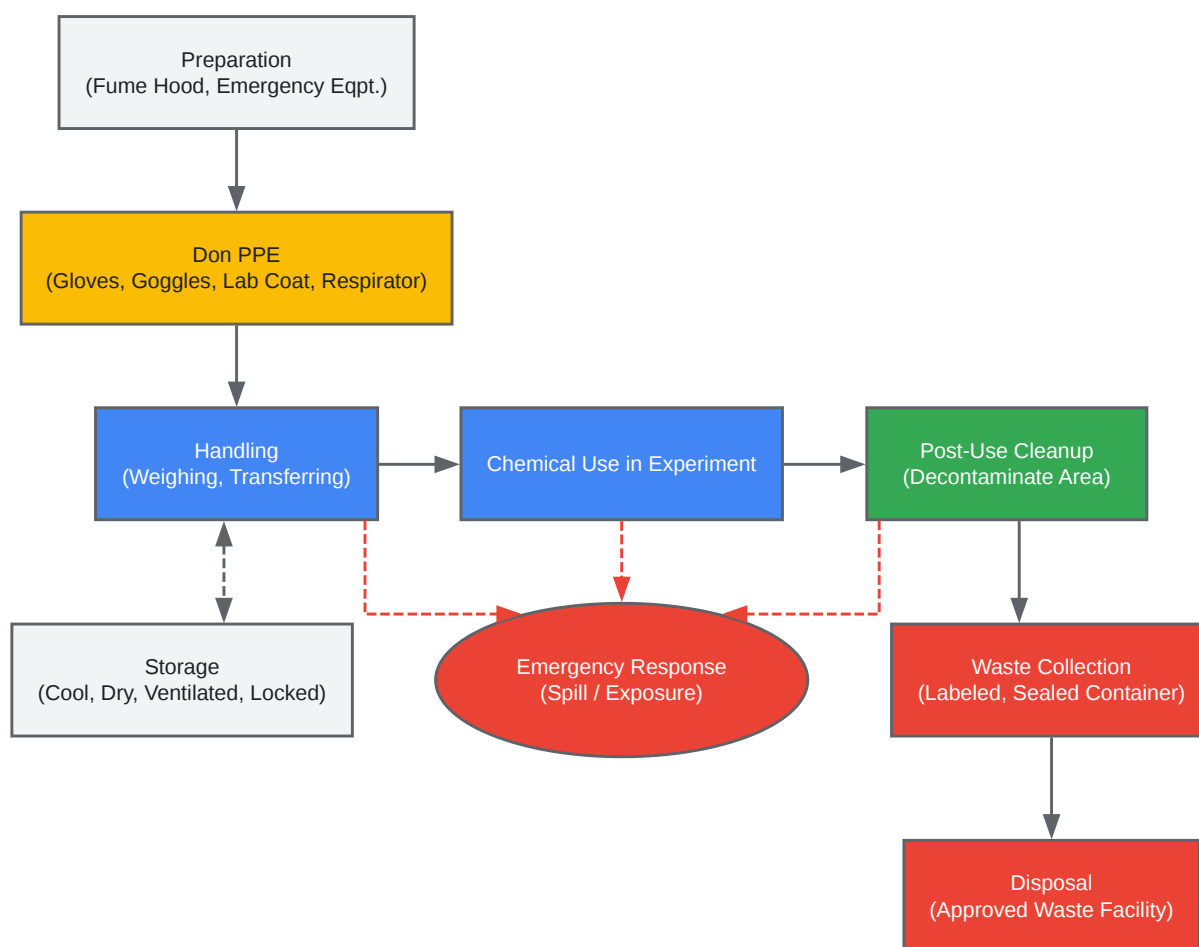 Preparation
(Fume Hood, Emergency Eqpt.)
Don PPE
(Gloves, Goggles, Lab Coat, Respirator)
Handling
(Weighing, Transferring)
Chemical Use in Experiment
Post-Use Cleanup
(Decontaminate Area)
Storage
(Cool, Dry, Ventilated, Locked)
Emergency Response
(Spill / Exposure)
Waste Collection
(Labeled, Sealed Container)
Disposal
(Approved Waste Facility)